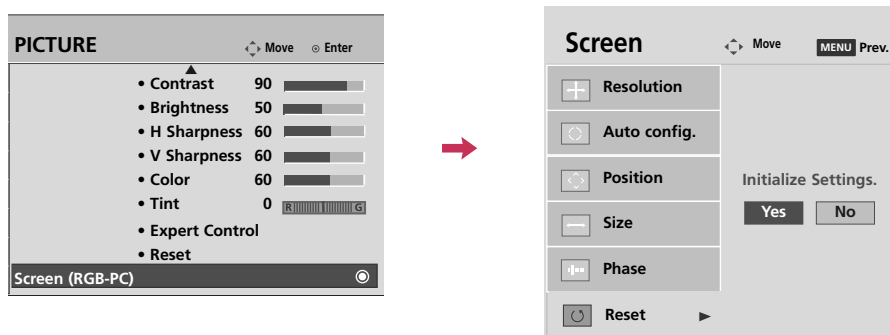 PICTURE
Move
Enter
• Contrast 90
• Brightness 50
• H Sharpness 60
• V Sharpness 60
• Color 60
• Tint 0 R G
• Expert Control
• Reset
Screen (RGB-PC)
Screen
Move
MENU Prev.
Resolution
Auto config.
Position
Size
Phase
Reset
Initialize Settings.
Yes No